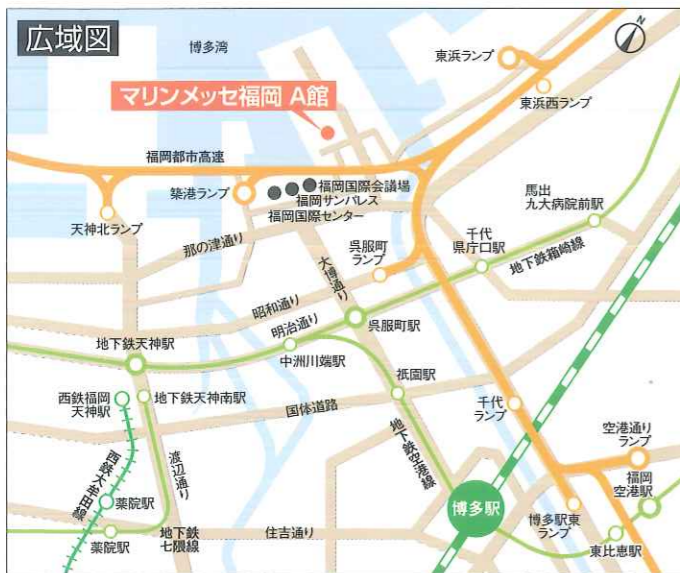 広域図
N
博多湾
東浜ランプ
マリンメッセ福岡 A館
東浜西ランプ
福岡都市高速
築港ランプ
福岡国際会議場
福岡サンパレス
福岡国際センター
馬出
九大病院前駅
天神北ランプ
那の津通り
呉服町
ランプ
千代
県庁口駅
地下鉄箱崎線
大博通り
昭和通り
明治通り
呉服町駅
地下鉄天神駅
中洲川端駅
祇園駅
西鉄福岡
天神駅
地下鉄天神南駅
国体道路
千代
ランプ
地下鉄空港線
空港通り
ランプ
西鉄大牟田線
渡辺通り
福岡
空港駅
薬院駅
博多駅
博多駅東
ランプ
薬院駅
地下鉄
七隈線
住吉通り
東比恵駅